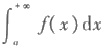 ∫_a^{+∞} f(x)dx